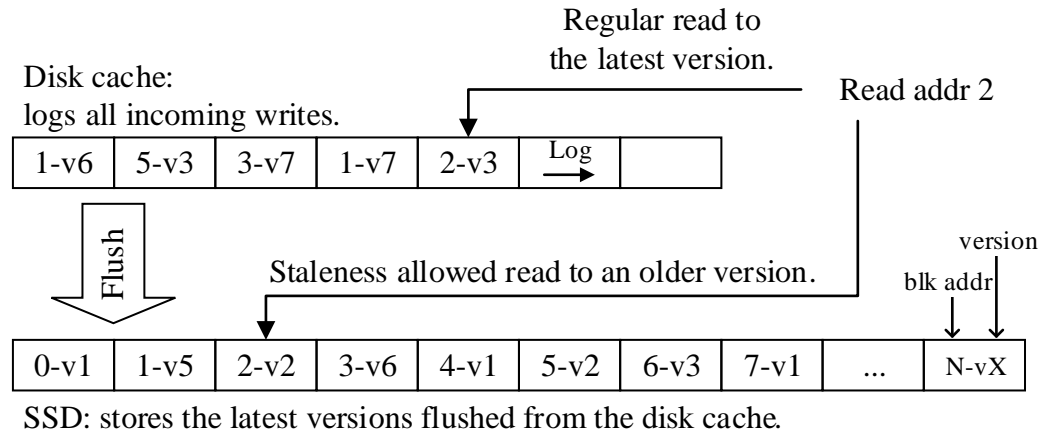 Regular read to
the latest version.
Disk cache:
logs all incoming writes.
Read addr 2
1-v6 5-v3 3-v7 1-v7 2-v3 Log
Flush
version
Staleness allowed read to an older version.
blk addr
0-v1 1-v5 2-v2 3-v6 4-v1 5-v2 6-v3 7-v1 ... N-vX
SSD: stores the latest versions flushed from the disk cache.